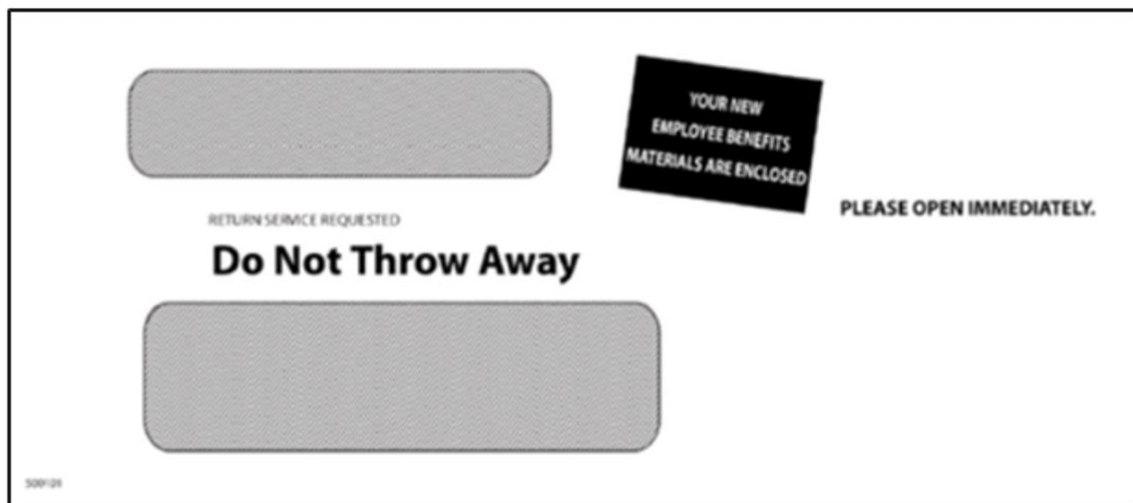 YOUR NEW
EMPLOYEE BENEFITS
MATERIALS ARE ENCLOSED
PLEASE OPEN IMMEDIATELY.
RETURN SERVICE REQUESTED
Do Not Throw Away